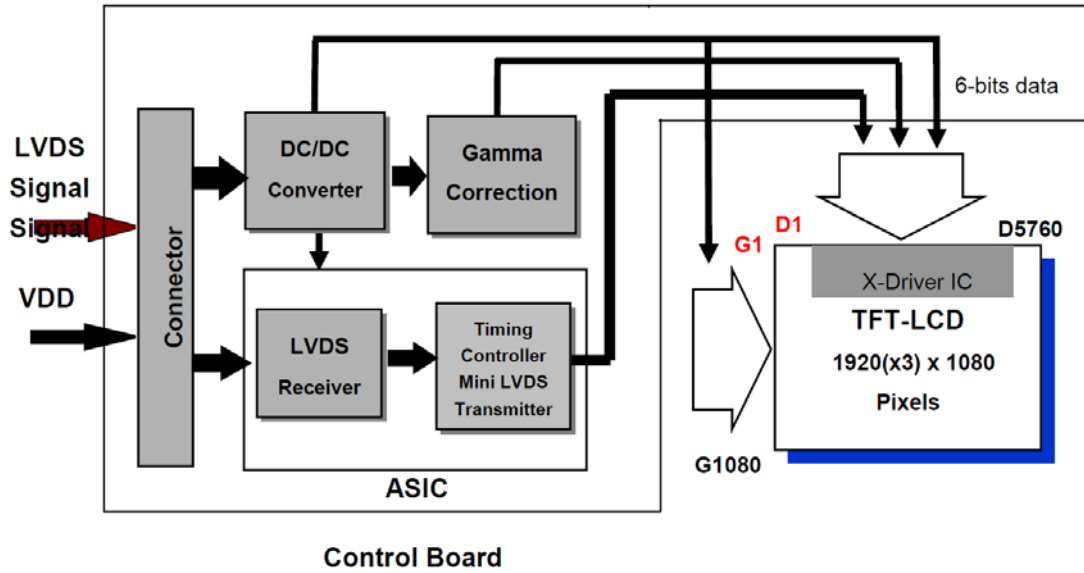 6-bits data
LVDS
Signal
Signal
VDD
Connector
DC/DC
Converter
Gamma
Correction
LVDS
Receiver
Timing
Controller
Mini LVDS
Transmitter
ASIC
G1
D1
D5760
X-Driver IC
TFT-LCD
1920(x3) x 1080
Pixels
G1080
Control Board